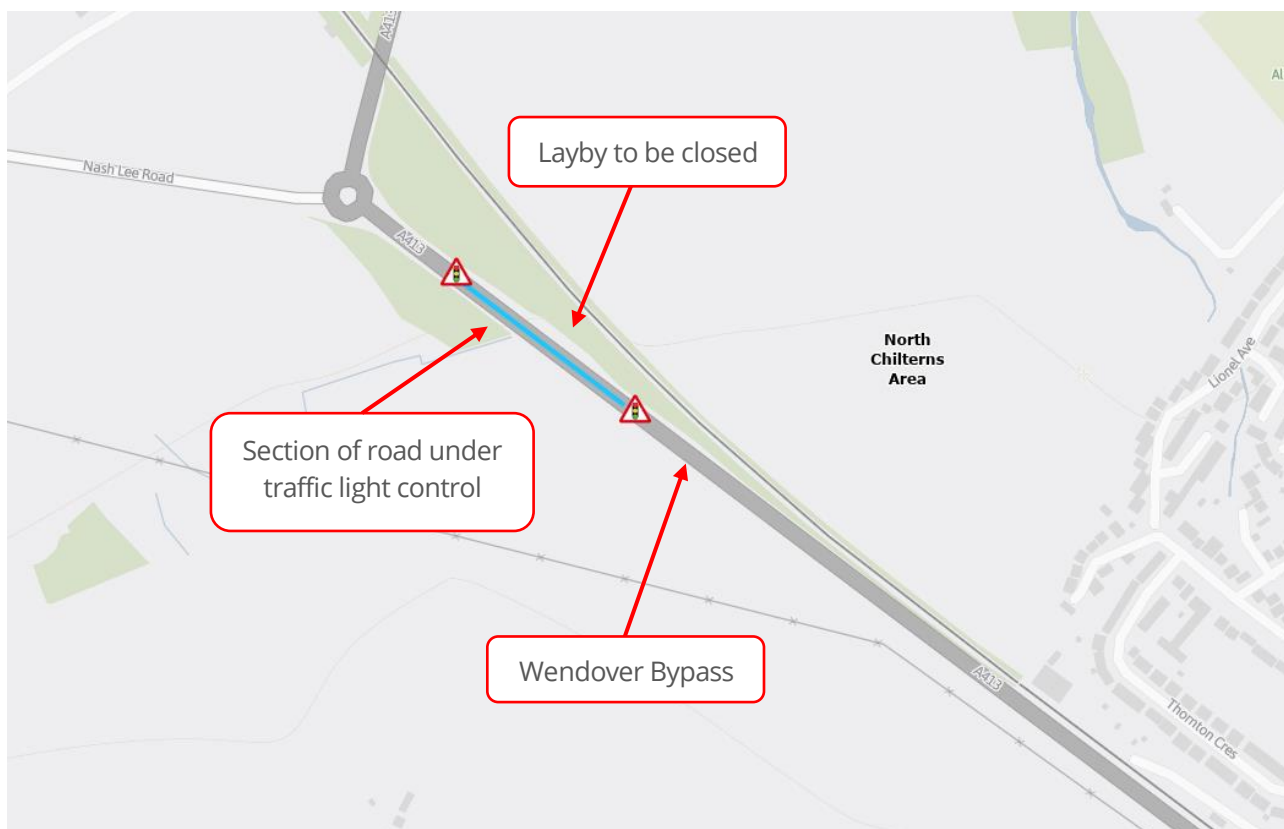 A413
Al
Layby to be closed
Nash Lee Road
A413
North
Chilterns
Area
Lionel Ave
Section of road under
traffic light control
Wendover Bypass
A413
Thornton Cres